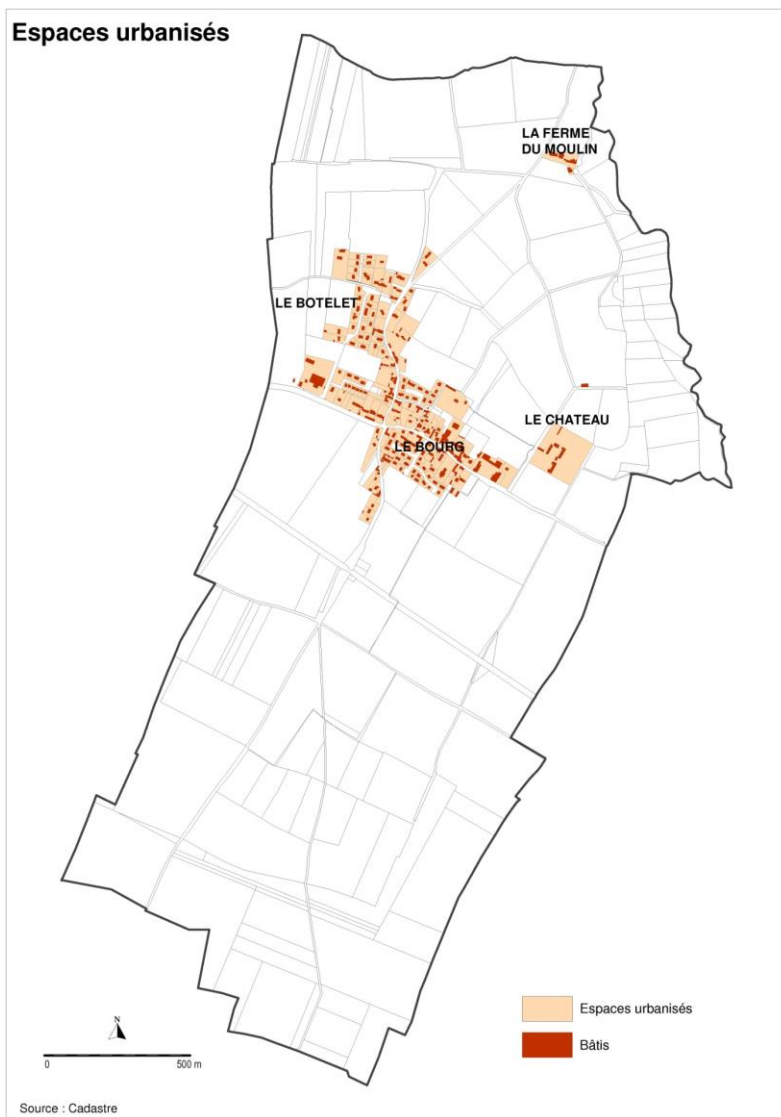 Espaces urbanisés
LA FERME
DU MOULIN
LE BOTELET
LE CHATEAU
LE BOURG
Espaces urbanisés
N
Bâtis
0
500 m
Source : Cadastre